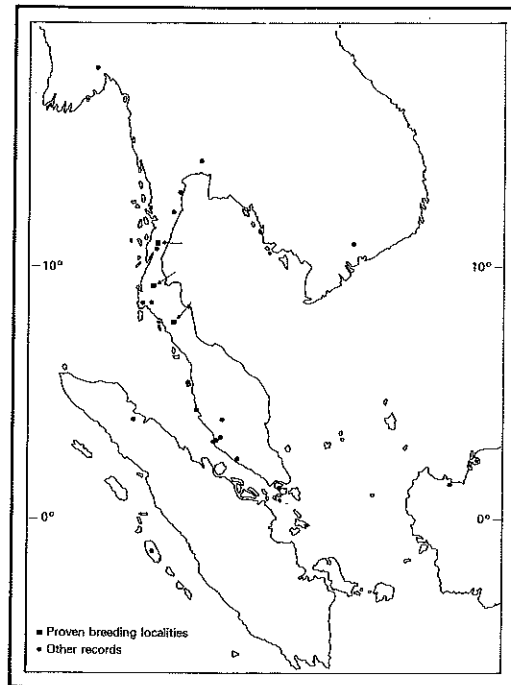 10° 10°
0° 0°
■ Proven breeding localities
• Other records